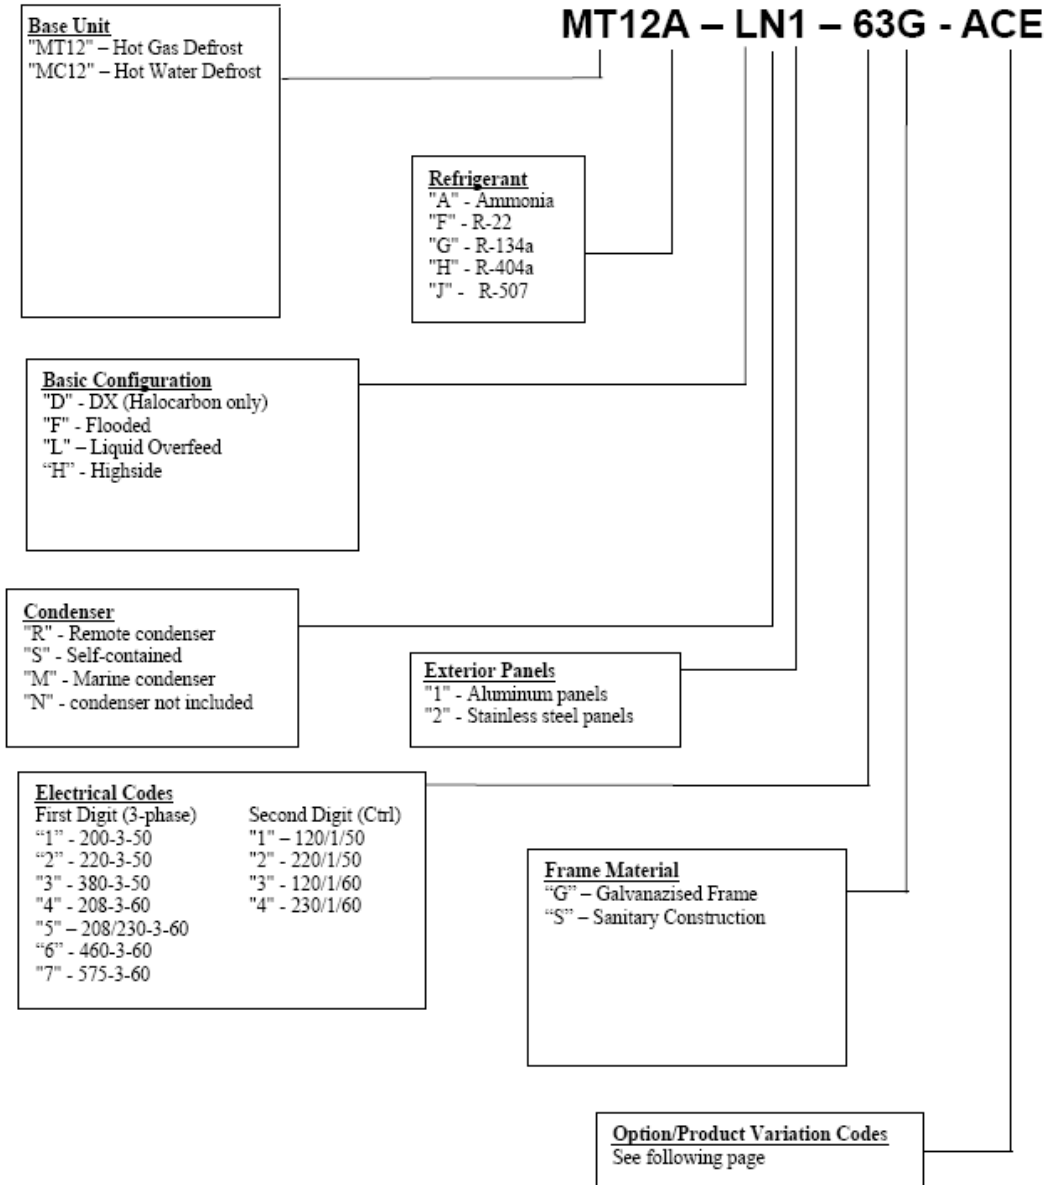 MT12A – LN1 – 63G - ACE
Base Unit
"MT12" – Hot Gas Defrost
"MC12" – Hot Water Defrost
Refrigerant
"A" - Ammonia
"F" - R-22
"G" - R-134a
"H" - R-404a
"J" - R-507
Basic Configuration
"D" - DX (Halocarbon only)
"F" - Flooded
"L" – Liquid Overfeed
“H” - Highside
Condenser
"R" - Remote condenser
"S" - Self-contained
"M" - Marine condenser
"N" - condenser not included
Exterior Panels
"1" - Aluminum panels
"2" - Stainless steel panels
Electrical Codes
First Digit (3-phase) Second Digit (Ctrl)
“1” - 200-3-50 "1" – 120/1/50
“2” - 220-3-50 "2" - 220/1/50
"3" - 380-3-50 "3" - 120/1/60
"4" - 208-3-60 "4" - 230/1/60
"5" – 208/230-3-60
“6” - 460-3-60
"7" - 575-3-60
Frame Material
“G” – Galvanazised Frame
“S” – Sanitary Construction
Option/Product Variation Codes
See following page